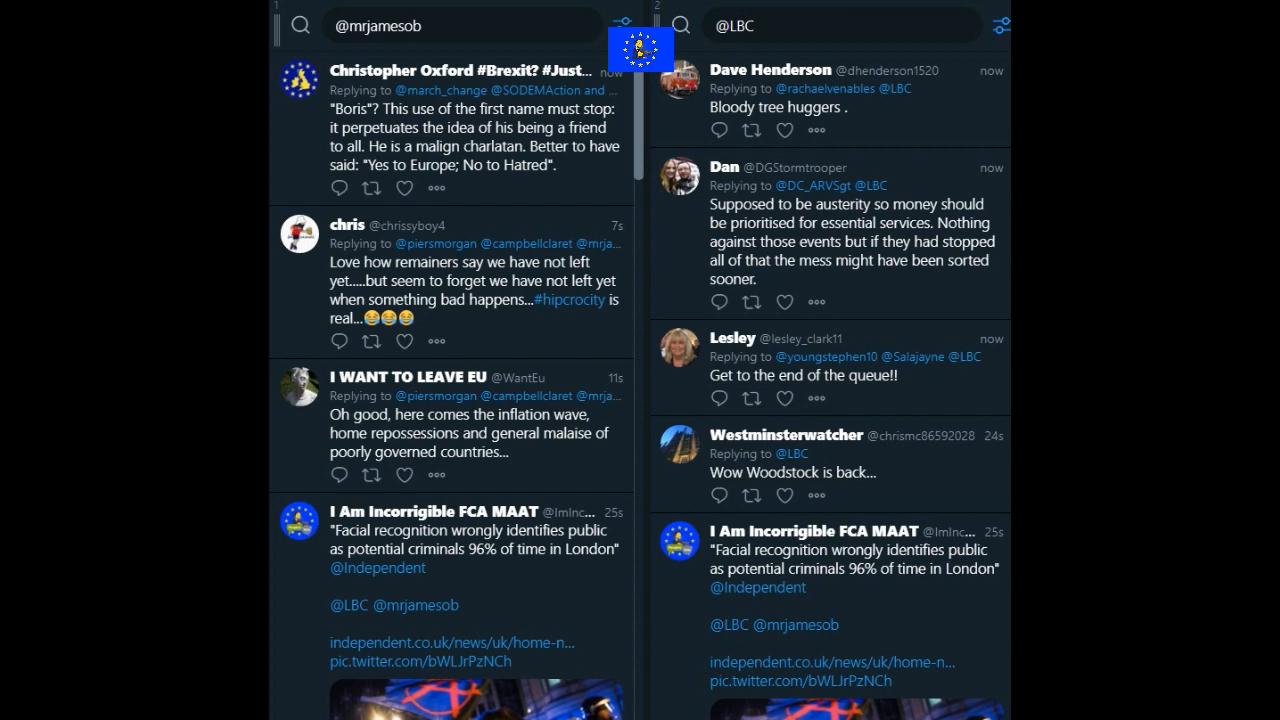 1
@mrjamesob
Christopher Oxford #Brexit? #Just... now
Replying to @march_change @SODEMAction and ...
"Boris"? This use of the first name must stop:
it perpetuates the idea of his being a friend
to all. He is a malign charlatan. Better to have
said: "Yes to Europe; No to Hatred".
chris @chrissyboy4 7s
Replying to @piersmorgan @campbellclaret @mrja...
Love how remainers say we have not left
yet.....but seem to forget we have not left yet
when something bad happens...#hipcrocity is
real...😂😂😂
I WANT TO LEAVE EU @WantEu 11s
Replying to @piersmorgan @campbellclaret @mrja...
Oh good, here comes the inflation wave,
home repossessions and general malaise of
poorly governed countries...
I Am Incorrigible FCA MAAT @ImInc... 25s
"Facial recognition wrongly identifies public
as potential criminals 96% of time in London"
@Independent
@LBC @mrjamesob
independent.co.uk/news/uk/home-n...
pic.twitter.com/bWLJrPzNCh
2
@LBC
Dave Henderson @dhenderson1520 now
Replying to @rachaelvenables @LBC
Bloody tree huggers .
Dan @DGStormtrooper now
Replying to @DC_ARVSgt @LBC
Supposed to be austerity so money should
be prioritised for essential services. Nothing
against those events but if they had stopped
all of that the mess might have been sorted
sooner.
Lesley @lesley_clark11 now
Replying to @youngstephen10 @Salajayne @LBC
Get to the end of the queue!!
Westminsterwatcher @chrismc86592028 24s
Replying to @LBC
Wow Woodstock is back...
I Am Incorrigible FCA MAAT @ImInc... 25s
"Facial recognition wrongly identifies public
as potential criminals 96% of time in London"
@Independent
@LBC @mrjamesob
independent.co.uk/news/uk/home-n...
pic.twitter.com/bWLJrPzNCh